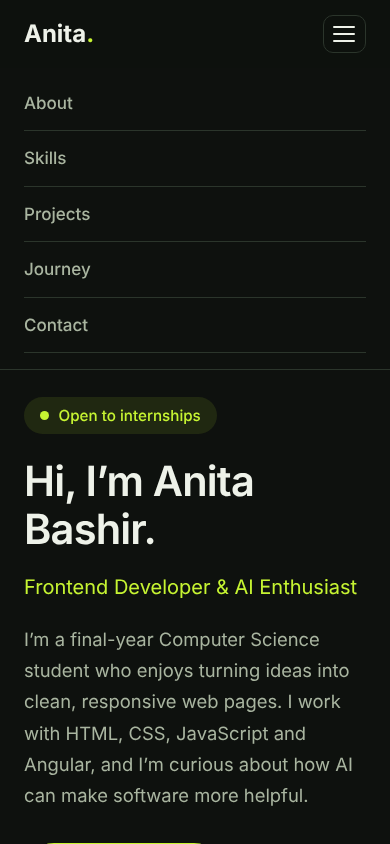 Anita.
About
Skills
Projects
Journey
Contact
Open to internships
Hi, I’m Anita
Bashir.
Frontend Developer & AI Enthusiast
I’m a final-year Computer Science
student who enjoys turning ideas into
clean, responsive web pages. I work
with HTML, CSS, JavaScript and
Angular, and I’m curious about how AI
can make software more helpful.